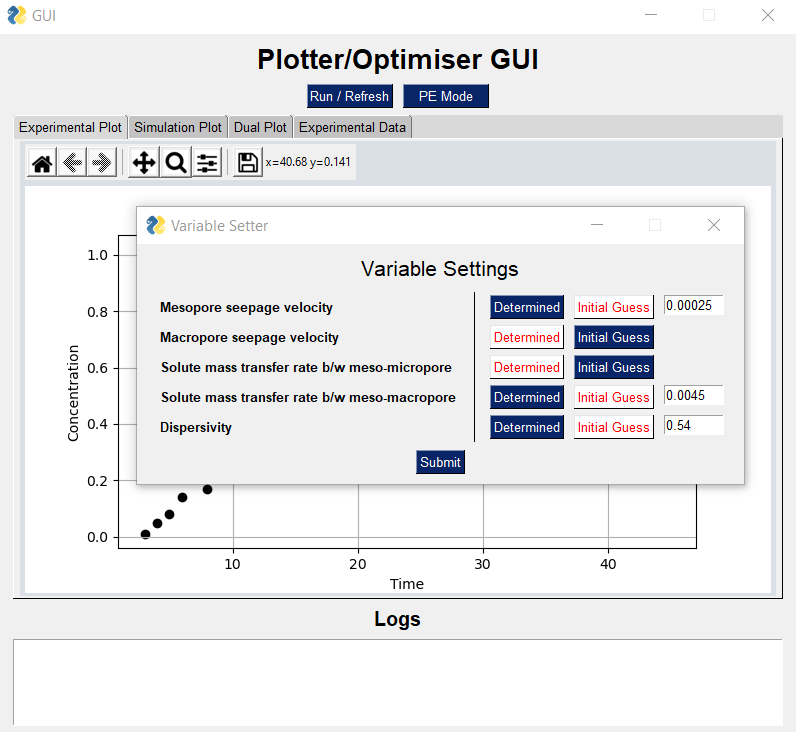 GUI
Plotter/Optimiser GUI
Run / Refresh PE Mode
Experimental Plot Simulation Plot Dual Plot Experimental Data
x=40.68 y=0.141
Variable Setter
Variable Settings
Mesopore seepage velocity Determined Initial Guess 0.00025
Macropore seepage velocity Determined Initial Guess
Solute mass transfer rate b/w meso-micropore Determined Initial Guess
Solute mass transfer rate b/w meso-macropore Determined Initial Guess 0.0045
Dispersivity Determined Initial Guess 0.54
Submit
Concentration
1.0
0.8
0.6
0.4
0.2
0.0
10 20 30 40
Time
Logs